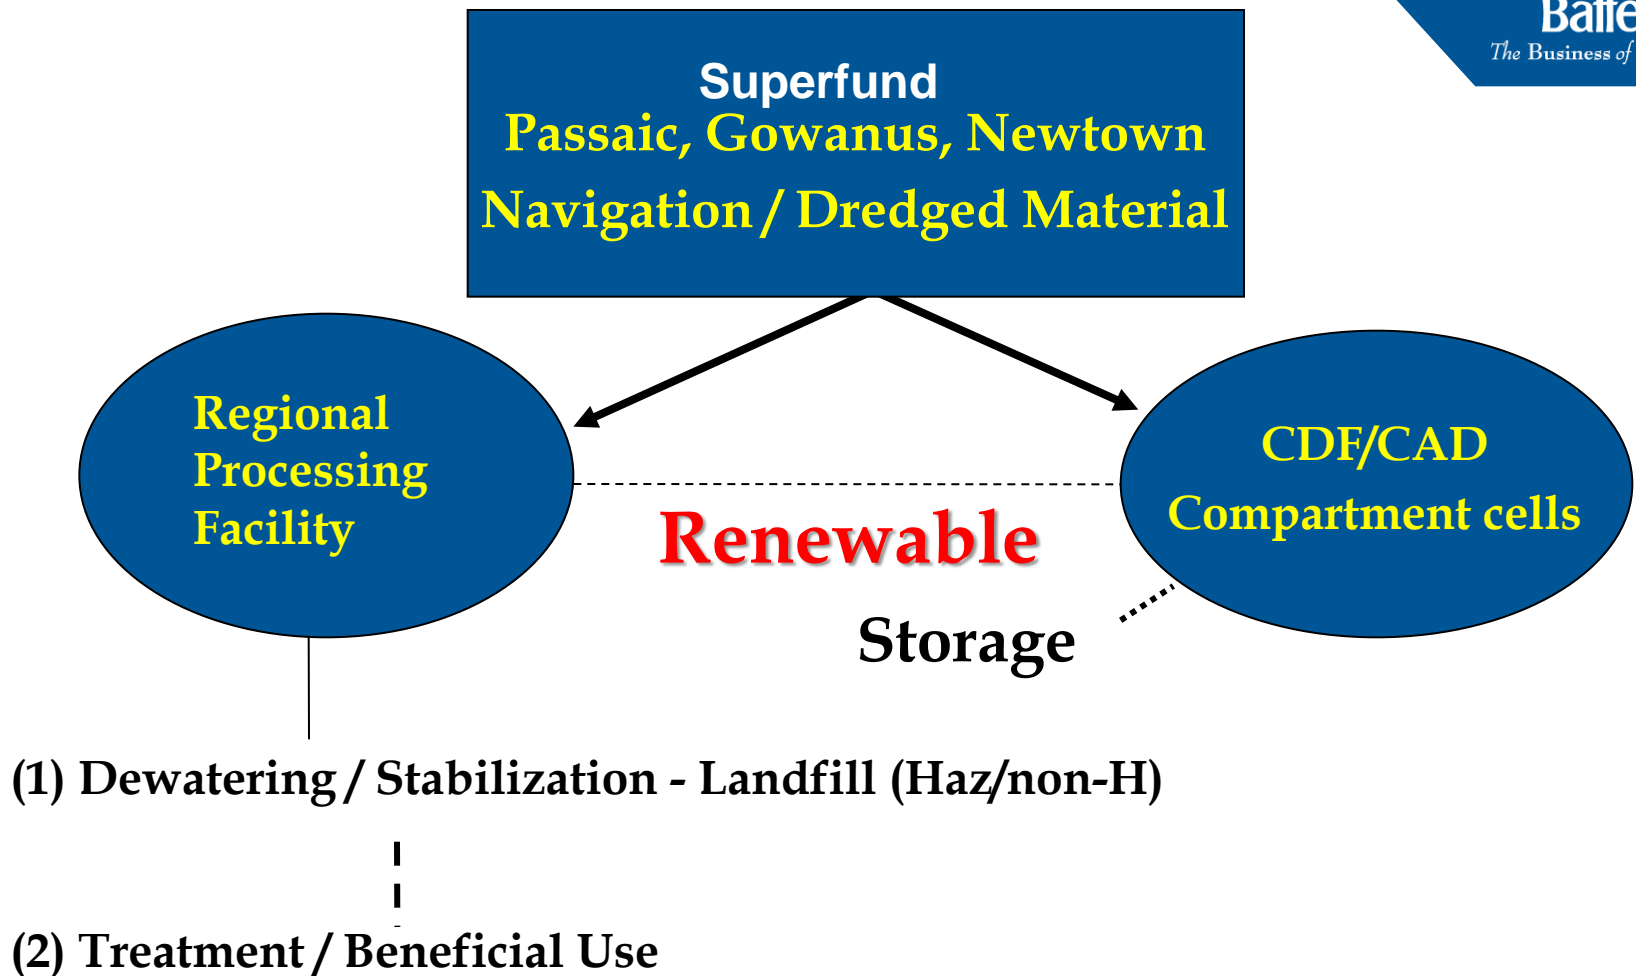 The Business of
Superfund
Passaic, Gowanus, Newtown
Navigation / Dredged Material
Regional
Processing
Facility
CDF/CAD
Compartment cells
Renewable
Storage
(1) Dewatering / Stabilization - Landfill (Haz/non-H)
(2) Treatment / Beneficial Use